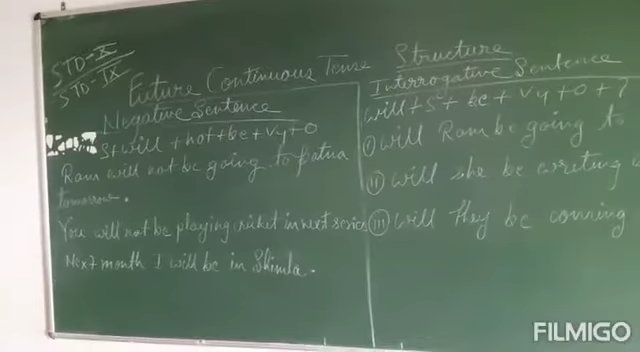 STD-X
STD-IX
Future Continuous Tense
Structure
Negative Sentence
S+will+not+be+V4+O
Ram will not be going to patna
tomorrow.
You will not be playing cricket in next series
Next month I will be in Shimla.
Interrogative Sentence
will+S+be+V4+O+?
(i) will Ram be going to
(ii) will she be wreting
(iii) will they be coming
FILMIGO